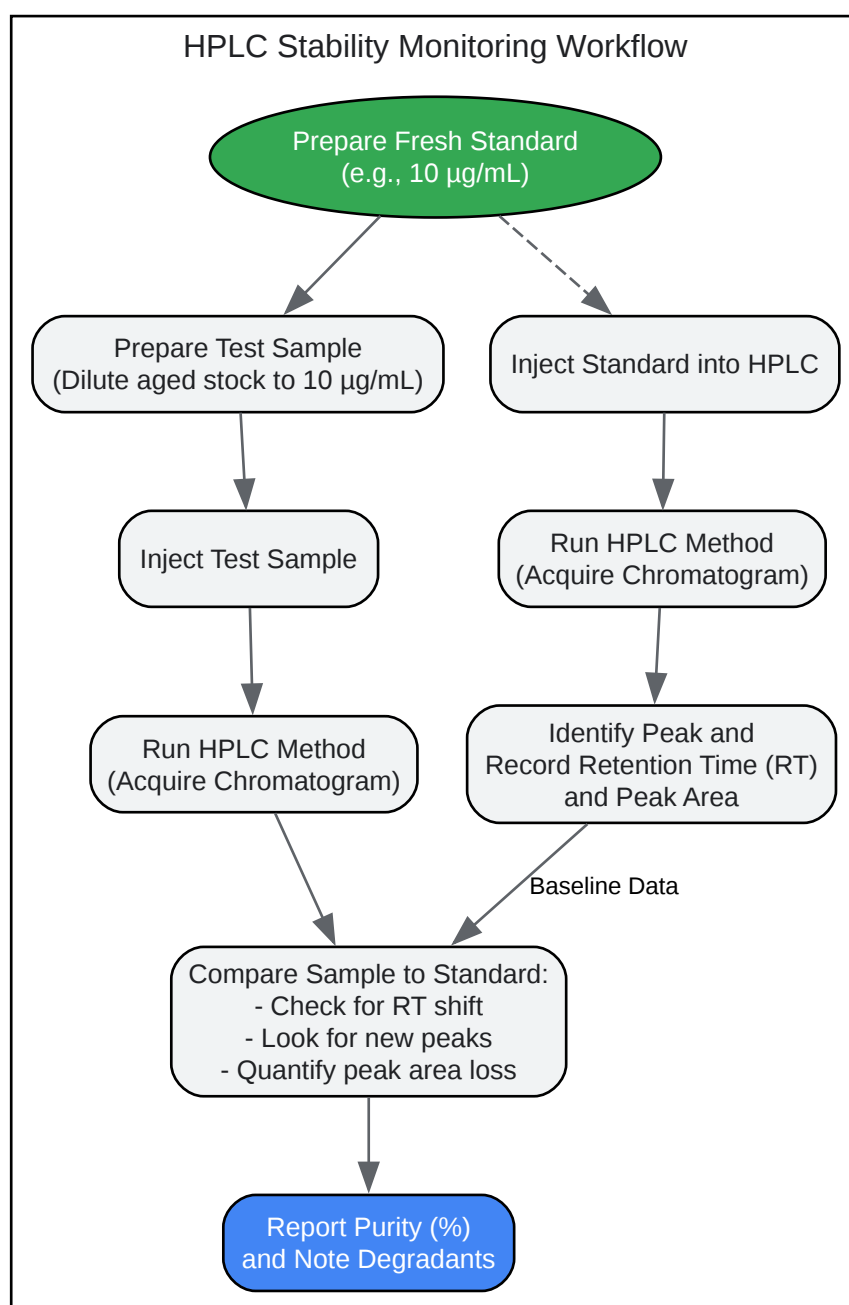 HPLC Stability Monitoring Workflow
Prepare Fresh Standard
(e.g., 10 µg/mL)
Prepare Test Sample
(Dilute aged stock to 10 µg/mL)
Inject Standard into HPLC
Inject Test Sample
Run HPLC Method
(Acquire Chromatogram)
Run HPLC Method
(Acquire Chromatogram)
Identify Peak and
Record Retention Time (RT)
and Peak Area
Baseline Data
Compare Sample to Standard:
- Check for RT shift
- Look for new peaks
- Quantify peak area loss
Report Purity (%)
and Note Degradants